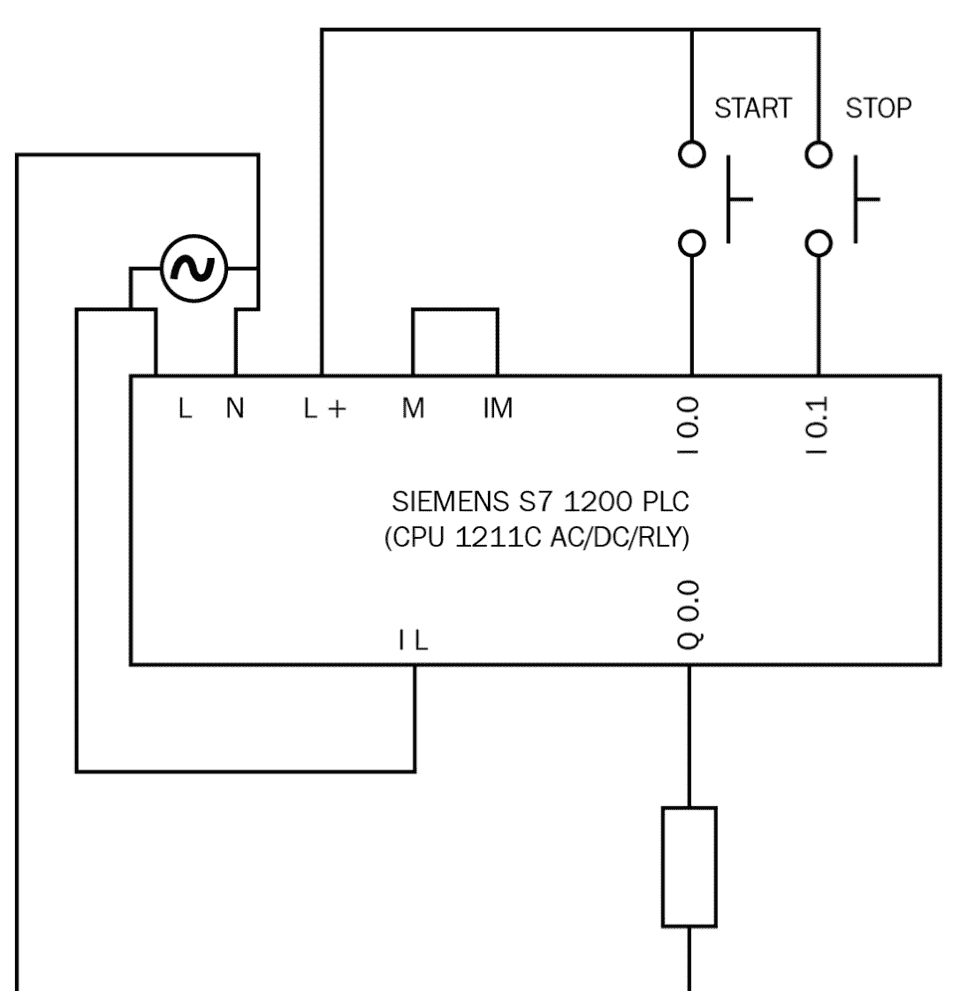 START
STOP
L
N
L +
M
IM
I 0.0
I 0.1
SIEMENS S7 1200 PLC
(CPU 1211C AC/DC/RLY)
I L
Q 0.0